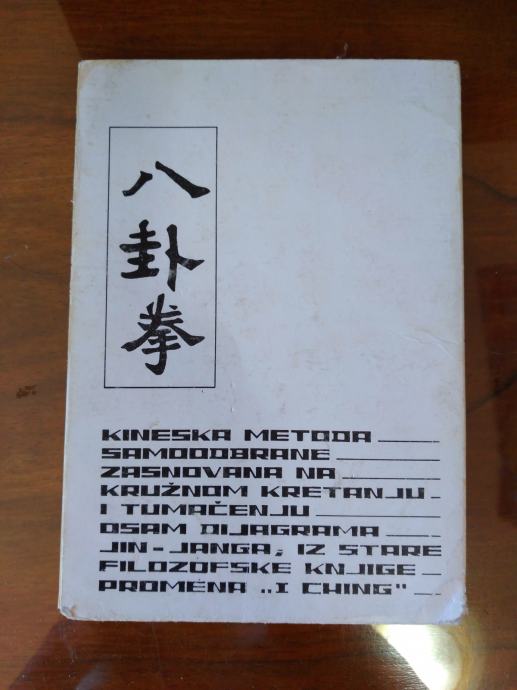 八卦拳
KINESKA METODA
SAMOODBRANE
ZASNOVANA NA
KRUŽNOM KRETANJU
I TUMAČENJU
OSAM DIJAGRAMA
JIN-JANGA, IZ STARE
FILOZOFSKE KNJIGE
PROMENA „I CHING"